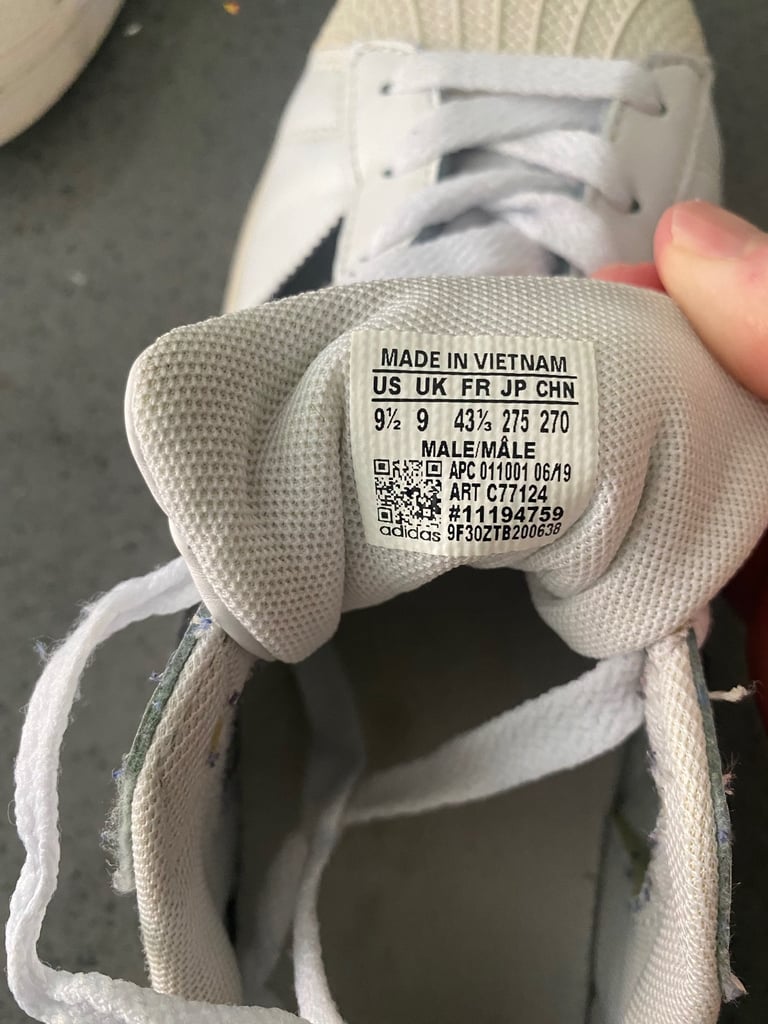 MADE IN VIETNAM
US UK FR JP CHN
9½ 9 43⅓ 275 270
MALE/MÂLE
APC 011001 06/19
ART C77124
#11194759
adidas 9F30ZTB200638